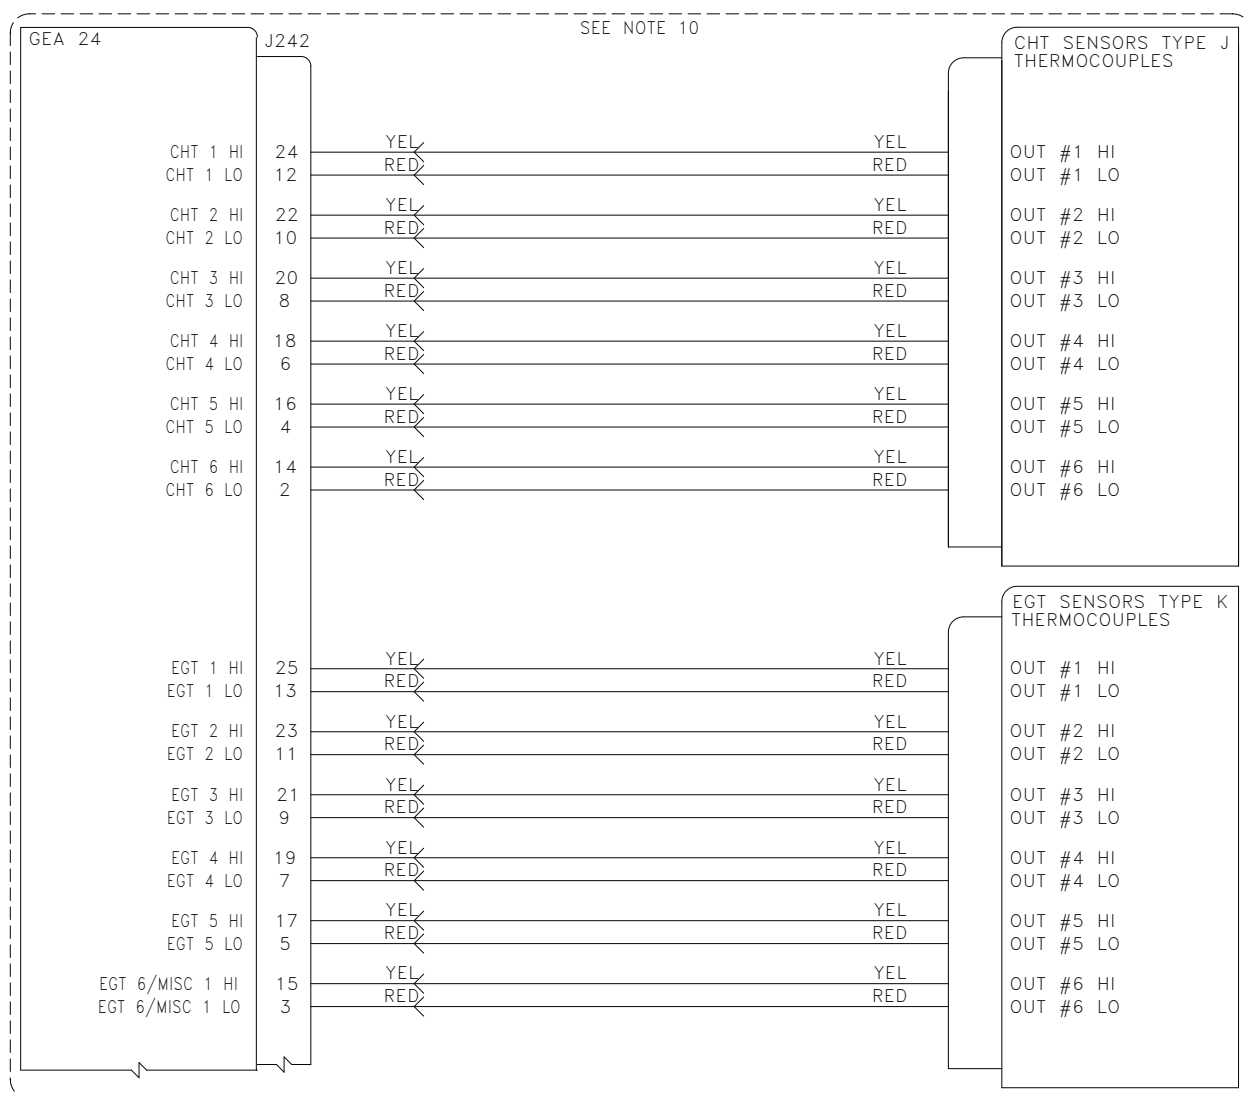 SEE NOTE 10
GEA 24
J242
CHT SENSORS TYPE J
THERMOCOUPLES
CHT 1 HI 24 YEL YEL OUT #1 HI
CHT 1 LO 12 RED RED OUT #1 LO
CHT 2 HI 22 YEL YEL OUT #2 HI
CHT 2 LO 10 RED RED OUT #2 LO
CHT 3 HI 20 YEL YEL OUT #3 HI
CHT 3 LO 8 RED RED OUT #3 LO
CHT 4 HI 18 YEL YEL OUT #4 HI
CHT 4 LO 6 RED RED OUT #4 LO
CHT 5 HI 16 YEL YEL OUT #5 HI
CHT 5 LO 4 RED RED OUT #5 LO
CHT 6 HI 14 YEL YEL OUT #6 HI
CHT 6 LO 2 RED RED OUT #6 LO
EGT SENSORS TYPE K
THERMOCOUPLES
EGT 1 HI 25 YEL YEL OUT #1 HI
EGT 1 LO 13 RED RED OUT #1 LO
EGT 2 HI 23 YEL YEL OUT #2 HI
EGT 2 LO 11 RED RED OUT #2 LO
EGT 3 HI 21 YEL YEL OUT #3 HI
EGT 3 LO 9 RED RED OUT #3 LO
EGT 4 HI 19 YEL YEL OUT #4 HI
EGT 4 LO 7 RED RED OUT #4 LO
EGT 5 HI 17 YEL YEL OUT #5 HI
EGT 5 LO 5 RED RED OUT #5 LO
EGT 6/MISC 1 HI 15 YEL YEL OUT #6 HI
EGT 6/MISC 1 LO 3 RED RED OUT #6 LO